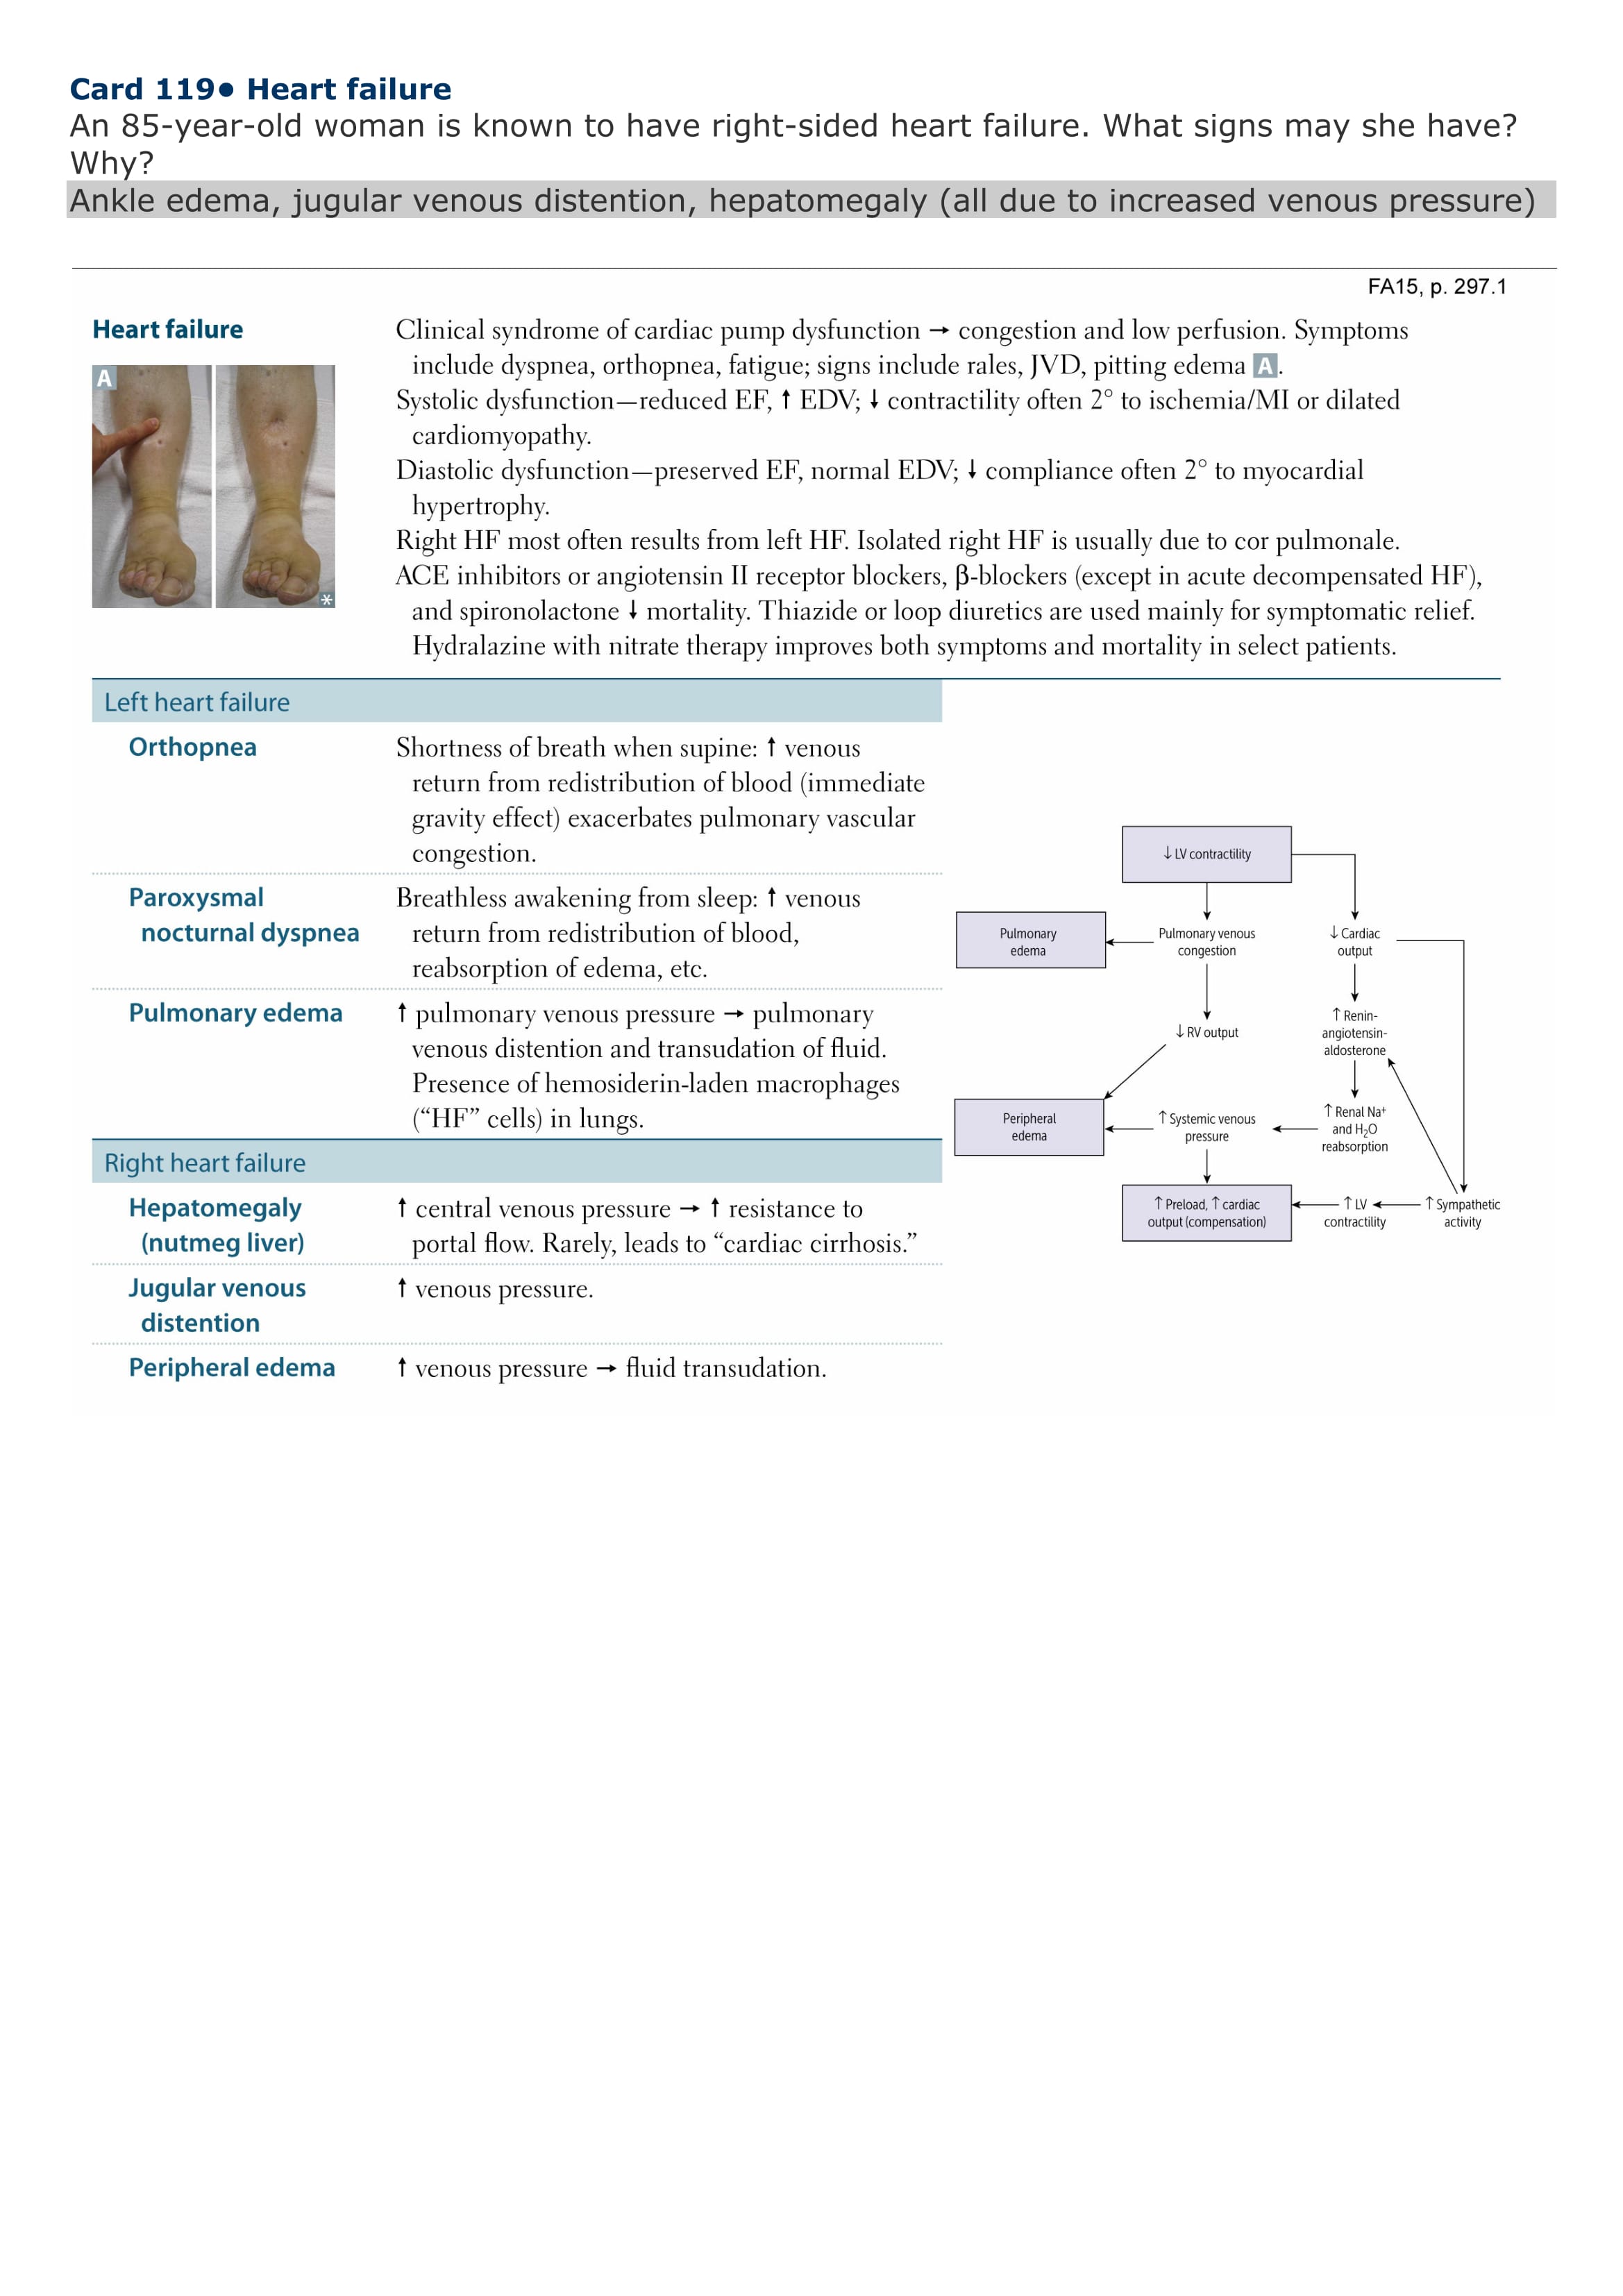 Card 119● Heart failure
An 85-year-old woman is known to have right-sided heart failure. What signs may she have?
Why?
Ankle edema, jugular venous distention, hepatomegaly (all due to increased venous pressure)
FA15, p. 297.1
Heart failure
A
*
Clinical syndrome of cardiac pump dysfunction → congestion and low perfusion. Symptoms
include dyspnea, orthopnea, fatigue; signs include rales, JVD, pitting edema A.
Systolic dysfunction—reduced EF, ↑ EDV; ↓ contractility often 2° to ischemia/MI or dilated
cardiomyopathy.
Diastolic dysfunction—preserved EF, normal EDV; ↓ compliance often 2° to myocardial
hypertrophy.
Right HF most often results from left HF. Isolated right HF is usually due to cor pulmonale.
ACE inhibitors or angiotensin II receptor blockers, β-blockers (except in acute decompensated HF),
and spironolactone ↓ mortality. Thiazide or loop diuretics are used mainly for symptomatic relief.
Hydralazine with nitrate therapy improves both symptoms and mortality in select patients.
Left heart failure
Orthopnea
Shortness of breath when supine: ↑ venous
return from redistribution of blood (immediate
gravity effect) exacerbates pulmonary vascular
congestion.
Paroxysmal
nocturnal dyspnea
Breathless awakening from sleep: ↑ venous
return from redistribution of blood,
reabsorption of edema, etc.
Pulmonary edema
↑ pulmonary venous pressure → pulmonary
venous distention and transudation of fluid.
Presence of hemosiderin-laden macrophages
(“HF” cells) in lungs.
Right heart failure
Hepatomegaly
(nutmeg liver)
↑ central venous pressure → ↑ resistance to
portal flow. Rarely, leads to “cardiac cirrhosis.”
Jugular venous
distention
↑ venous pressure.
Peripheral edema
↑ venous pressure → fluid transudation.
↓ LV contractility
Pulmonary
edema
Pulmonary venous
congestion
↓ Cardiac
output
↓ RV output
↑ Renin-
angiotensin-
aldosterone
Peripheral
edema
↑ Systemic venous
pressure
↑ Renal Na⁺
and H₂O
reabsorption
↑ Preload, ↑ cardiac
output (compensation)
↑ LV
contractility
↑ Sympathetic
activity